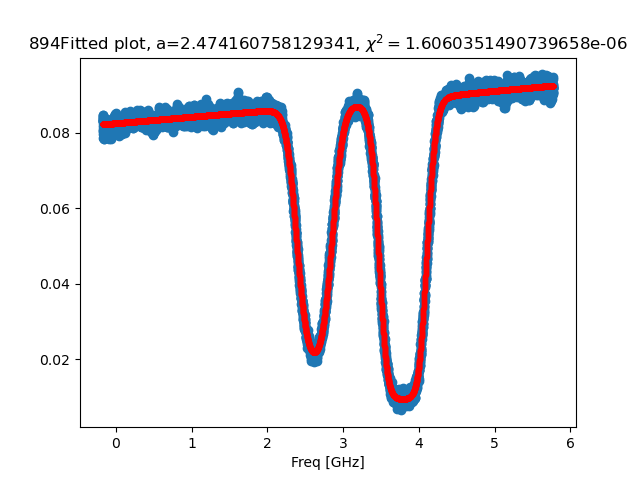 894Fitted plot, a=2.474160758129341, χ² = 1.6060351490739658e-06
0.08
0.06
0.04
0.02
0 1 2 3 4 5 6
Freq [GHz]